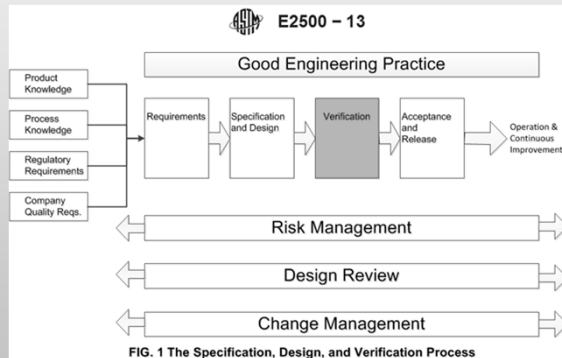 ASTM E2500 – 13
Good Engineering Practice
Product
Knowledge
Process
Knowledge
Regulatory
Requirements
Company
Quality Reqs.
Requirements
Specification
and Design
Verification
Acceptance
and
Release
Operation &
Continuous
Improvement
Risk Management
Design Review
Change Management
FIG. 1 The Specification, Design, and Verification Process